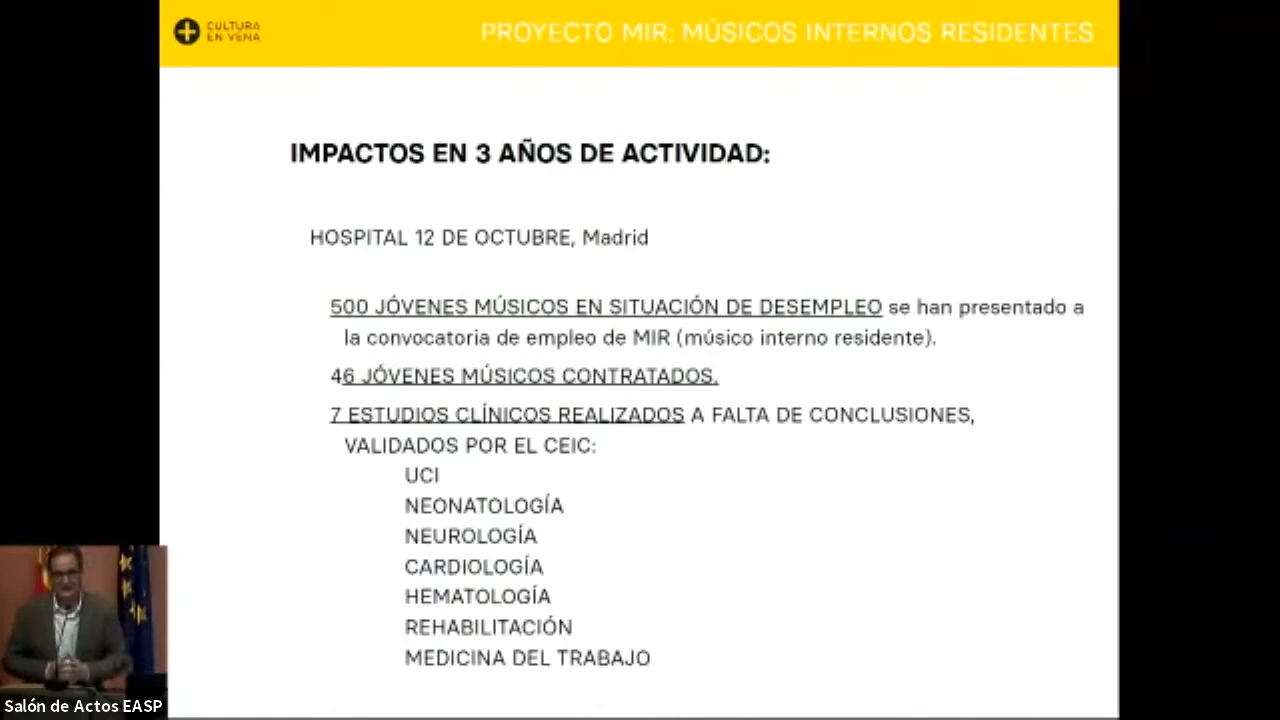 CULTURA
EN VENA
PROYECTO MIR: MÚSICOS INTERNOS RESIDENTES
IMPACTOS EN 3 AÑOS DE ACTIVIDAD:
HOSPITAL 12 DE OCTUBRE, Madrid
500 JÓVENES MÚSICOS EN SITUACIÓN DE DESEMPLEO se han presentado a
la convocatoria de empleo de MIR (músico interno residente).
46 JÓVENES MÚSICOS CONTRATADOS.
7 ESTUDIOS CLÍNICOS REALIZADOS A FALTA DE CONCLUSIONES,
VALIDADOS POR EL CEIC:
UCI
NEONATOLOGÍA
NEUROLOGÍA
CARDIOLOGÍA
HEMATOLOGÍA
REHABILITACIÓN
MEDICINA DEL TRABAJO
Salón de Actos EASP